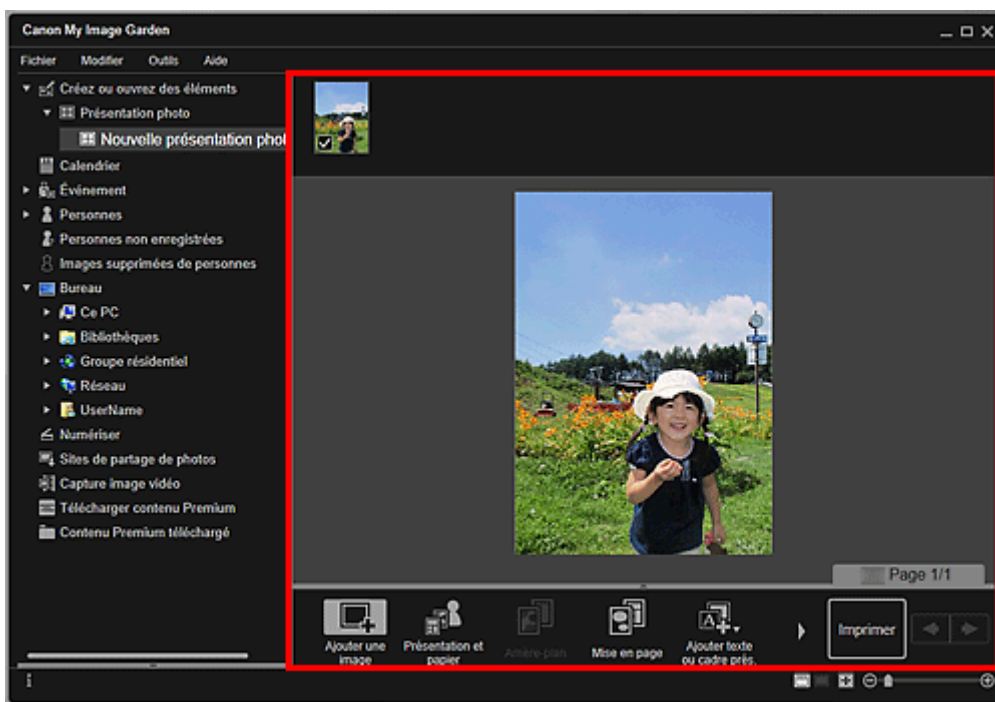 Canon My Image Garden
Fichier Modifier Outils Aide
Créez ou ouvrez des éléments
Présentation photo
Nouvelle présentation phot
Calendrier
Événement
Personnes
Personnes non enregistrées
Images supprimées de personnes
Bureau
Ce PC
Bibliothèques
Groupe résidentiel
Réseau
UserName
Numériser
Sites de partage de photos
Capture image vidéo
Télécharger contenu Premium
Contenu Premium téléchargé
Page 1/1
Ajouter une
image
Présentation et
papier
Arrière-plan
Mise en page
Ajouter texte
ou cadre prés.
Imprimer